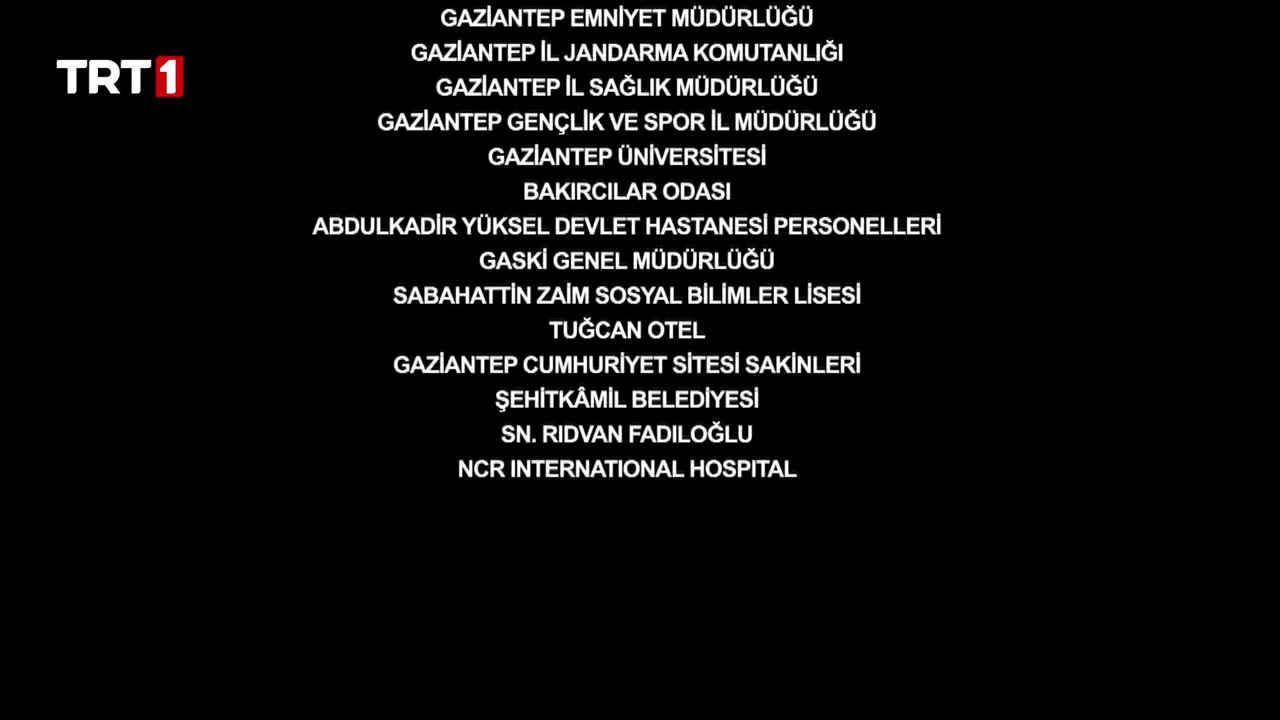 GAZİANTEP EMNİYET MÜDÜRLÜĞÜ
GAZİANTEP İL JANDARMA KOMUTANLIĞI
TRT 1
GAZİANTEP İL SAĞLIK MÜDÜRLÜĞÜ
GAZİANTEP GENÇLİK VE SPOR İL MÜDÜRLÜĞÜ
GAZİANTEP ÜNİVERSİTESİ
BAKIRCILAR ODASI
ABDULKADİR YÜKSEL DEVLET HASTANESİ PERSONELLERİ
GASKİ GENEL MÜDÜRLÜĞÜ
SABAHATTİN ZAİM SOSYAL BİLİMLER LİSESİ
TUĞCAN OTEL
GAZİANTEP CUMHURİYET SİTESİ SAKİNLERİ
ŞEHİTKÂMİL BELEDİYESİ
SN. RIDVAN FADILOĞLU
NCR INTERNATIONAL HOSPITAL